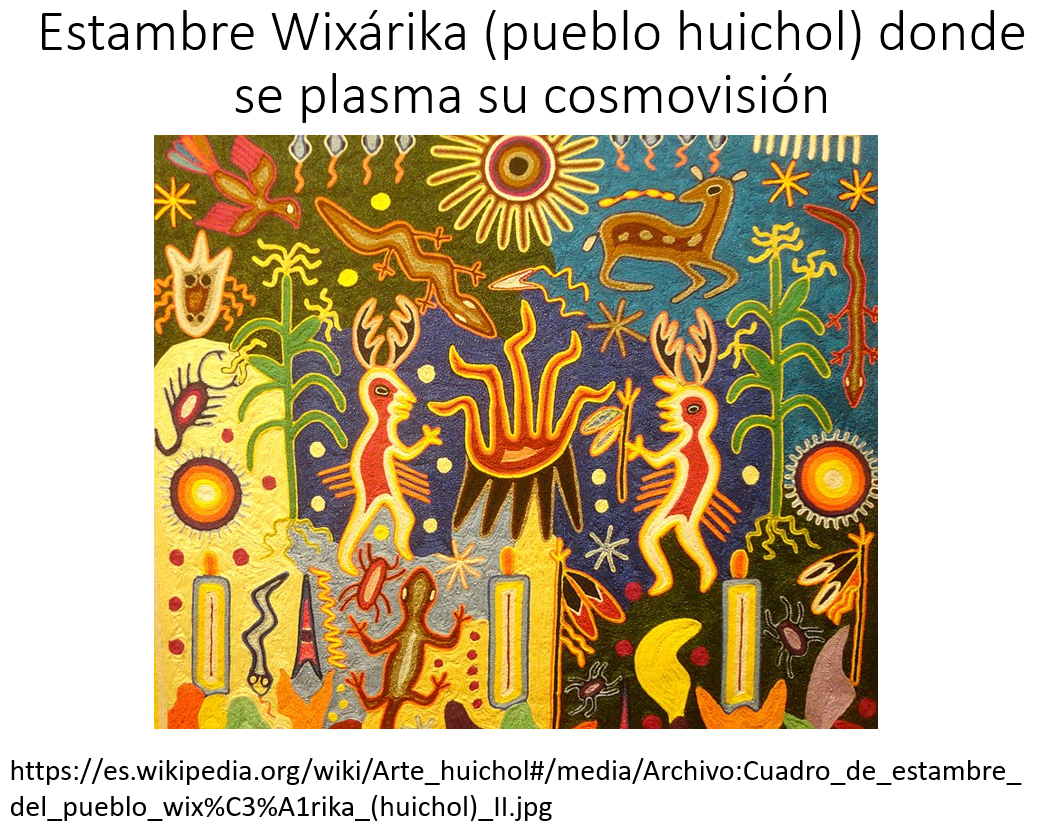 Estambre Wixárika (pueblo huichol) donde
se plasma su cosmovisión
https://es.wikipedia.org/wiki/Arte_huichol#/media/Archivo:Cuadro_de_estambre_
del_pueblo_wix%C3%A1rika_(huichol)_II.jpg